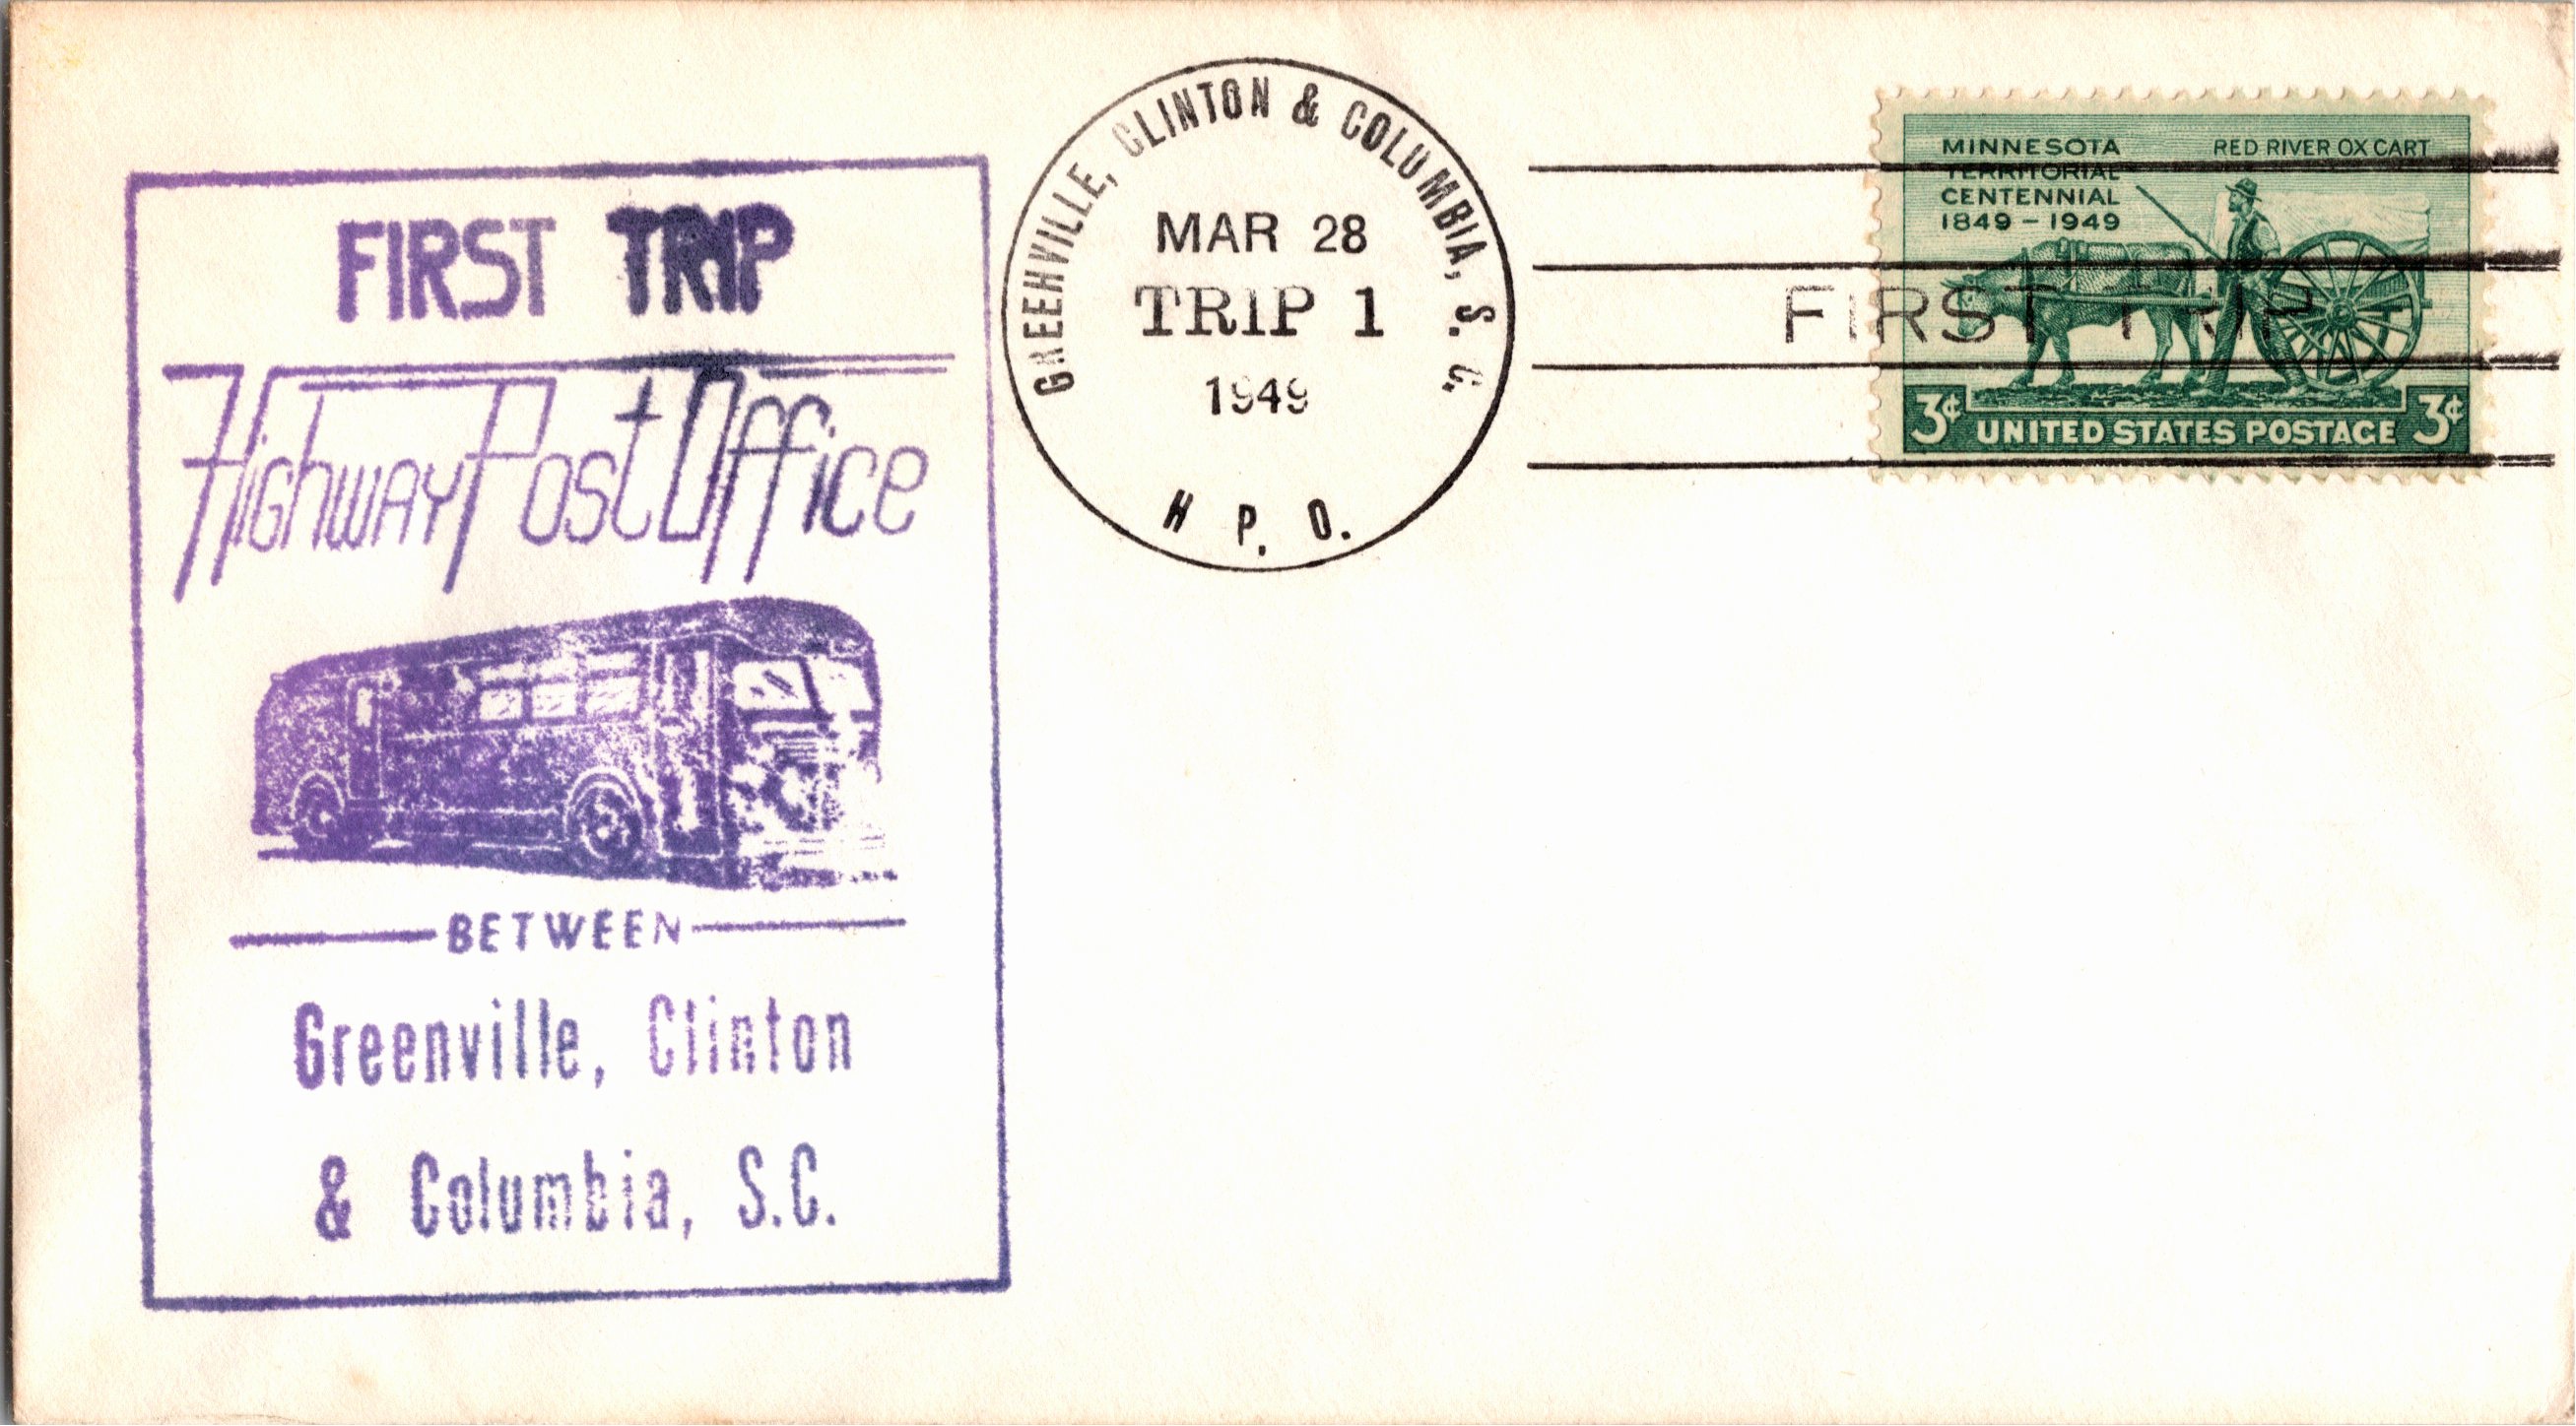 FIRST TRIP
Highway Post Office
BETWEEN
Greenville, Clinton
& Columbia, S.C.
GREENVILLE, CLINTON & COLUMBIA, S. C.
MAR 28
TRIP 1
1949
H. P. O.
FIRST TRIP
MINNESOTA
TERRITORIAL
CENTENNIAL
1849 – 1949
RED RIVER OX CART
3¢ UNITED STATES POSTAGE 3¢